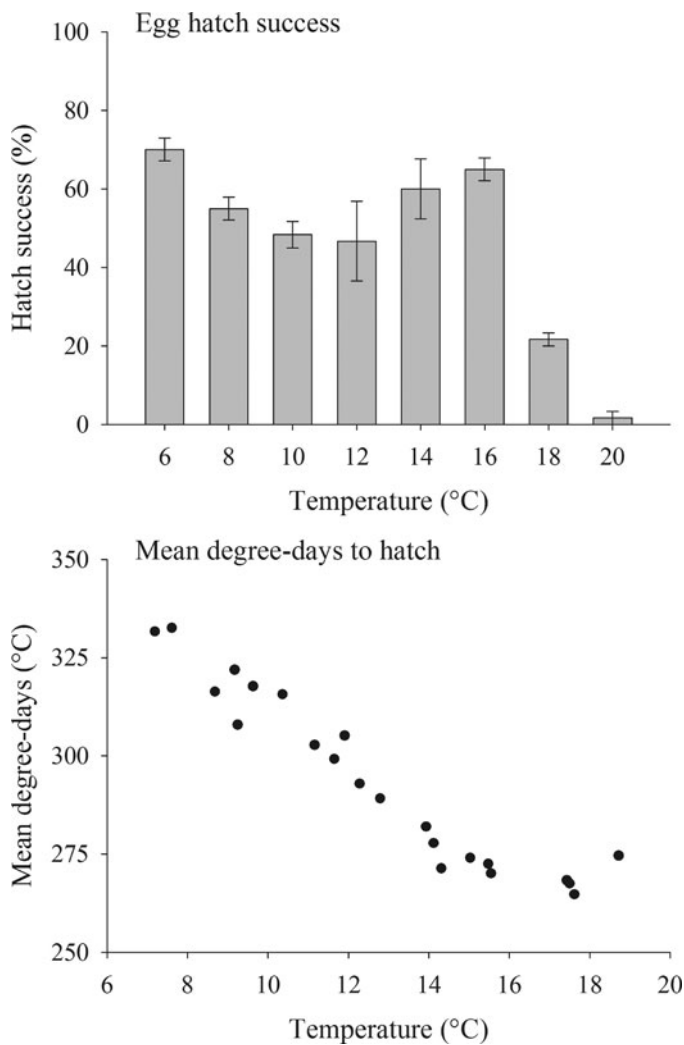 Egg hatch success
100
80
60
40
20
0
Hatch success (%)
6 8 10 12 14 16 18 20
Temperature (°C)
Mean degree-days to hatch
350
325
300
275
250
Mean degree-days (°C)
6 8 10 12 14 16 18 20
Temperature (°C)